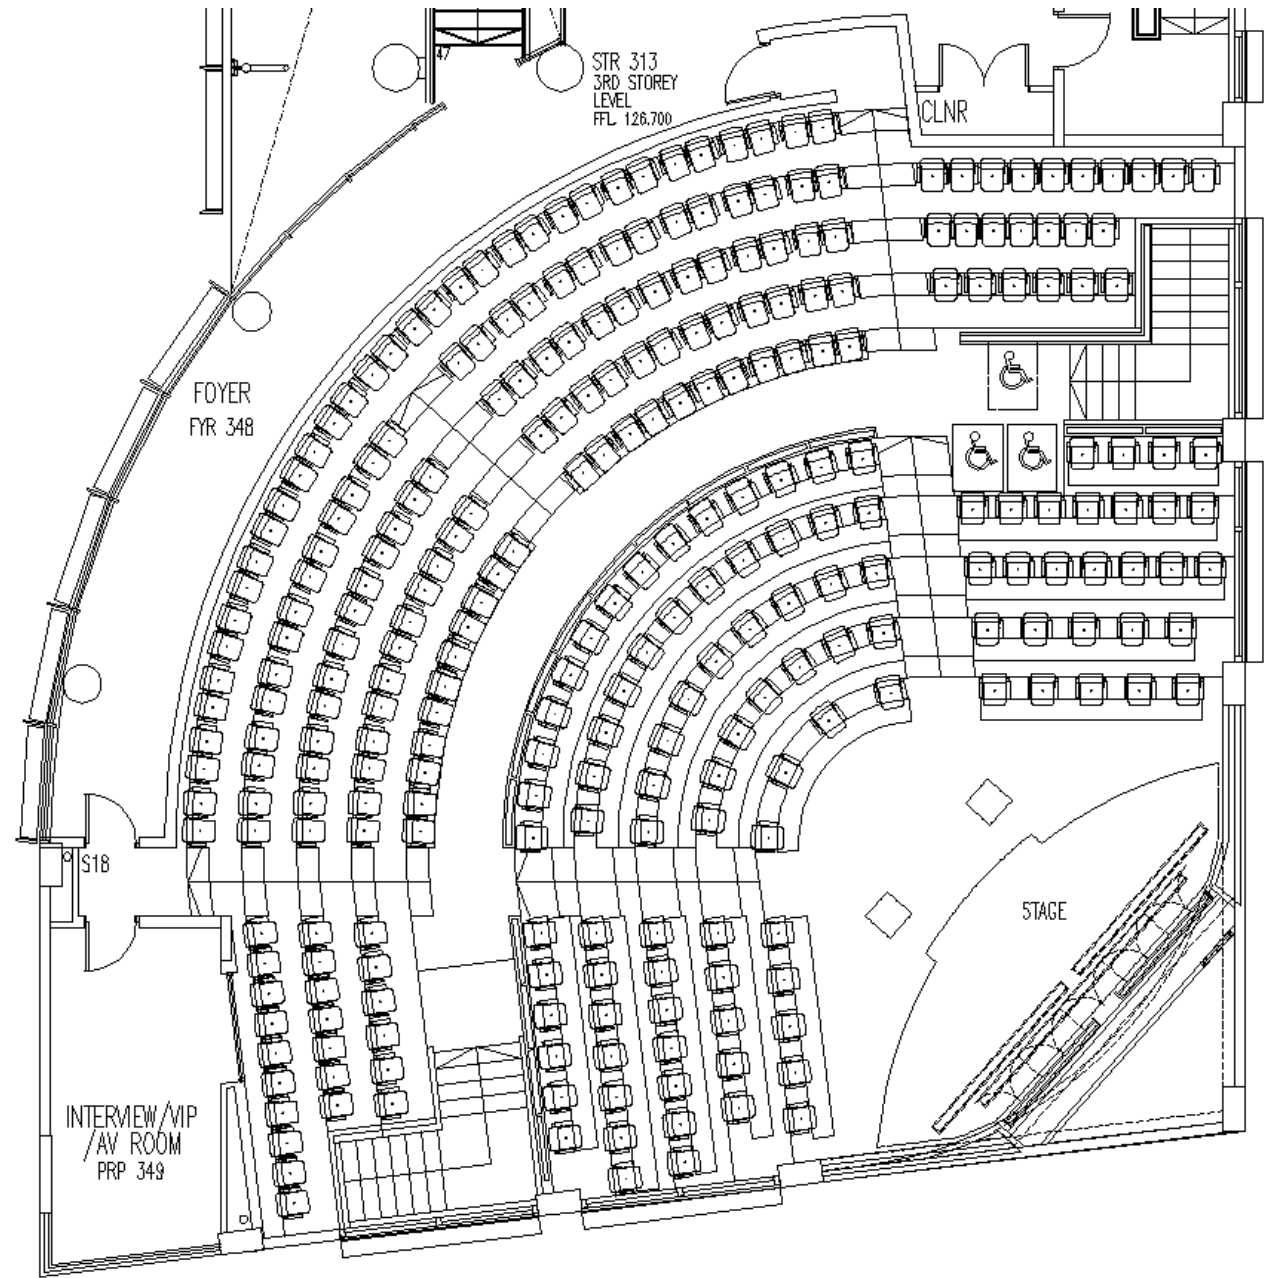 47
STR 313
3RD STOREY
LEVEL
FFL 126.700
CLNR
FOYER
FYR 348
S18
STAGE
INTERVIEW/VIP
/AV ROOM
PRP 349